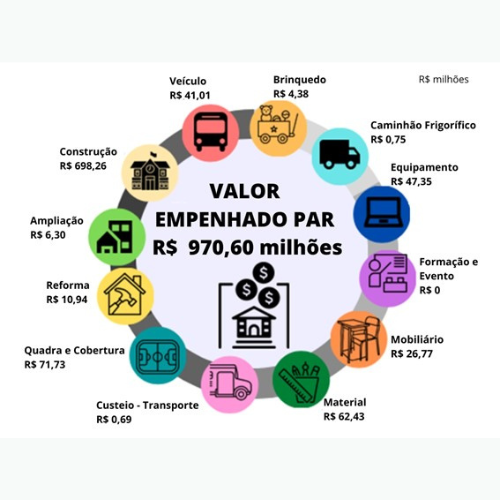 R$ milhões
VALOR
EMPENHADO PAR
R$ 970,60 milhões
Brinquedo
R$ 4,38
Caminhão Frigorífico
R$ 0,75
Equipamento
R$ 47,35
Formação e
Evento
R$ 0
Mobiliário
R$ 26,77
Material
R$ 62,43
Custeio - Transporte
R$ 0,69
Quadra e Cobertura
R$ 71,73
Reforma
R$ 10,94
Ampliação
R$ 6,30
Construção
R$ 698,26
Veículo
R$ 41,01
$
$
$